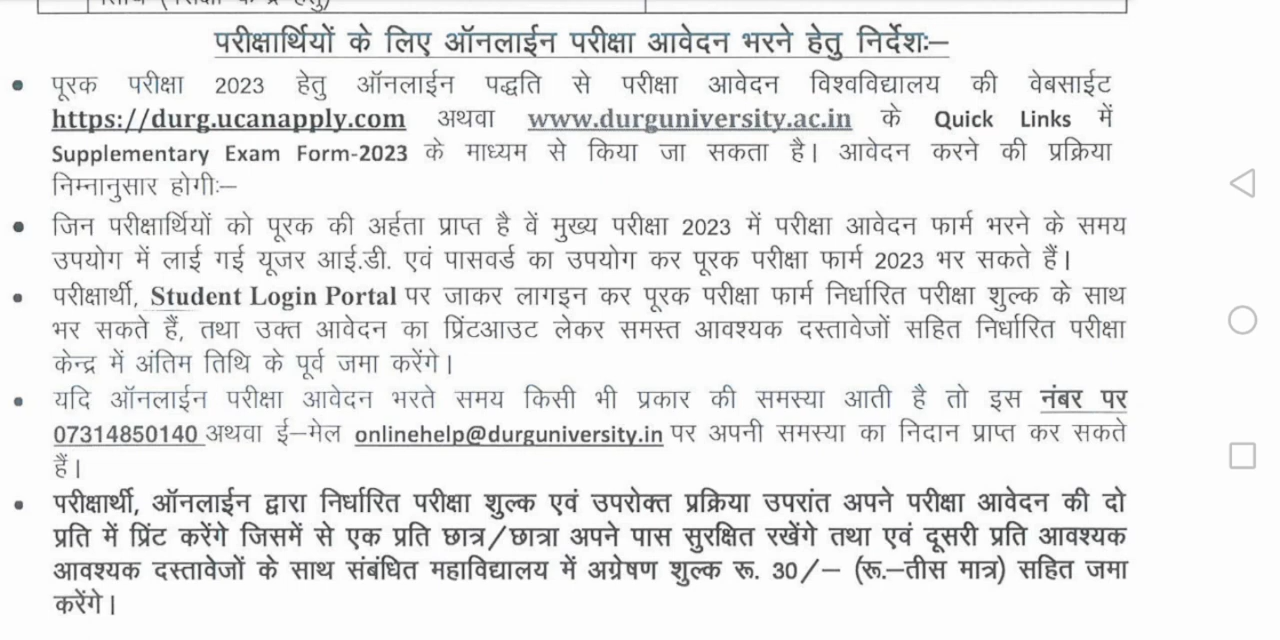 परीक्षार्थियों के लिए ऑनलाईन परीक्षा आवेदन भरने हेतु निर्देशः–
• पूरक परीक्षा 2023 हेतु ऑनलाईन पद्धति से परीक्षा आवेदन विश्वविद्यालय की वेबसाईट
https://durg.ucanapply.com अथवा www.durguniversity.ac.in के Quick Links में
Supplementary Exam Form-2023 के माध्यम से किया जा सकता है। आवेदन करने की प्रक्रिया
निम्नानुसार होगीः–
• जिन परीक्षार्थियों को पूरक की अर्हता प्राप्त है वें मुख्य परीक्षा 2023 में परीक्षा आवेदन फार्म भरने के समय
उपयोग में लाई गई यूजर आई.डी. एवं पासवर्ड का उपयोग कर पूरक परीक्षा फार्म 2023 भर सकते हैं।
• परीक्षार्थी, Student Login Portal पर जाकर लागइन कर पूरक परीक्षा फार्म निर्धारित परीक्षा शुल्क के साथ
भर सकते हैं, तथा उक्त आवेदन का प्रिंटआउट लेकर समस्त आवश्यक दस्तावेजों सहित निर्धारित परीक्षा
केन्द्र में अंतिम तिथि के पूर्व जमा करेंगे।
• यदि ऑनलाईन परीक्षा आवेदन भरते समय किसी भी प्रकार की समस्या आती है तो इस नंबर पर
07314850140 अथवा ई–मेल onlinehelp@durguniversity.in पर अपनी समस्या का निदान प्राप्त कर सकते
हैं।
• परीक्षार्थी, ऑनलाईन द्वारा निर्धारित परीक्षा शुल्क एवं उपरोक्त प्रक्रिया उपरांत अपने परीक्षा आवेदन की दो
प्रति में प्रिंट करेंगे जिसमें से एक प्रति छात्र/छात्रा अपने पास सुरक्षित रखेंगे तथा एवं दूसरी प्रति आवश्यक
आवश्यक दस्तावेजों के साथ संबंधित महाविद्यालय में अग्रेषण शुल्क रू. 30/– (रू.–तीस मात्र) सहित जमा
करेंगे।